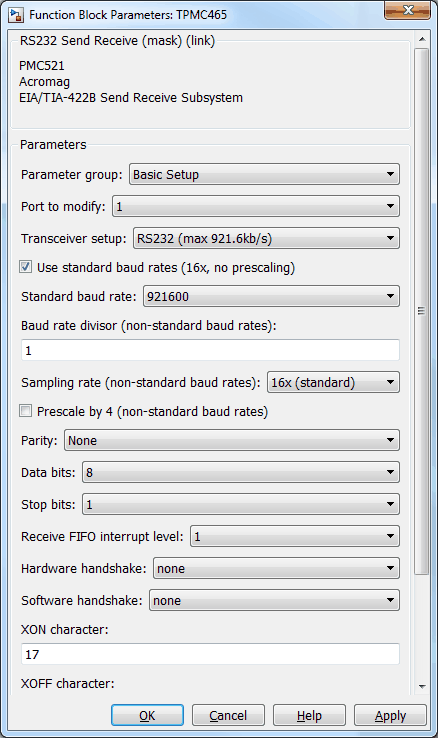 Function Block Parameters: TPMC465
RS232 Send Receive (mask) (link)
PMC521
Acromag
EIA/TIA-422B Send Receive Subsystem
Parameters
Parameter group: Basic Setup
Port to modify: 1
Transceiver setup: RS232 (max 921.6kb/s)
Use standard baud rates (16x, no prescaling)
Standard baud rate: 921600
Baud rate divisor (non-standard baud rates):
1
Sampling rate (non-standard baud rates): 16x (standard)
Prescale by 4 (non-standard baud rates)
Parity: None
Data bits: 8
Stop bits: 1
Receive FIFO interrupt level: 1
Hardware handshake: none
Software handshake: none
XON character:
17
XOFF character:
OK Cancel Help Apply